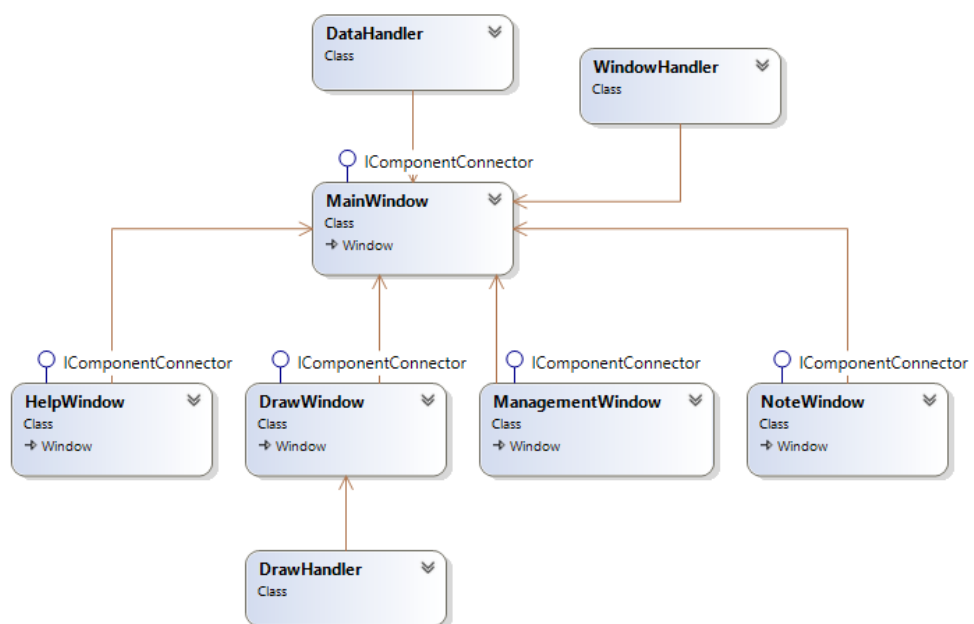 DataHandler
Class
WindowHandler
Class
IComponentConnector
MainWindow
Class
Window
IComponentConnector
HelpWindow
Class
Window
IComponentConnector
DrawWindow
Class
Window
IComponentConnector
ManagementWindow
Class
Window
IComponentConnector
NoteWindow
Class
Window
DrawHandler
Class